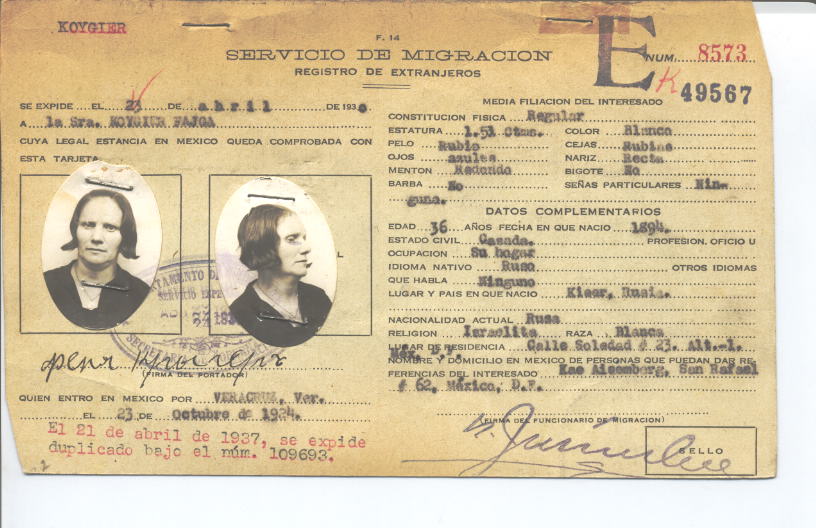 KOYGIER
F. 14
SERVICIO DE MIGRACION
REGISTRO DE EXTRANJEROS
E
NUM. 8573
K 49567
SE EXPIDE EL 23 DE abril DE 1930
A la Sra. KOYGIER FAJGA
CUYA LEGAL ESTANCIA EN MEXICO QUEDA COMPROBADA CON
ESTA TARJETA
(FIRMA DEL PORTADOR)
QUIEN ENTRO EN MEXICO POR VERACRUZ, Ver.
EL 23 DE Octubre de 1924.
El 21 de abril de 1937, se expide
duplicado bajo el núm. 109693.
MEDIA FILIACION DEL INTERESADO
CONSTITUCION FISICA Regular
ESTATURA 1.51 Ctms. COLOR Blanco
PELO Rubio CEJAS Rubias
OJOS azules NARIZ Recta
MENTON Redondo BIGOTE No
BARBA No SEÑAS PARTICULARES Nin-
guna.
DATOS COMPLEMENTARIOS
EDAD 36 AÑOS FECHA EN QUE NACIO 1894.
ESTADO CIVIL Casada. PROFESION, OFICIO U
OCUPACION Su hogar
IDIOMA NATIVO Ruso OTROS IDIOMAS
QUE HABLA Ninguno
LUGAR Y PAIS EN QUE NACIO Rusia.
NACIONALIDAD ACTUAL Rusa
RELIGION Israelita RAZA Blanca
LUGAR DE RESIDENCIA Calle Soledad # 23. Alt.-1.
Mex. D.F.
NOMBRE Y DOMICILIO EN MEXICO DE PERSONAS QUE PUEDAN DAR RE-
FERENCIAS DEL INTERESADO Aisemberg, San Rafael
# 62, México, D.F.
(FIRMA DEL FUNCIONARIO DE MIGRACION)
SELLO